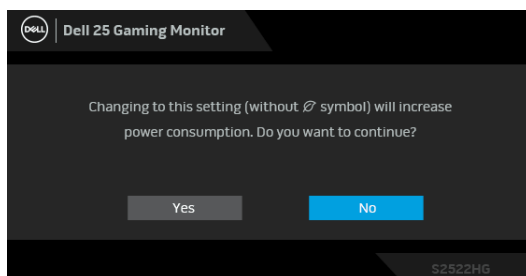 DELL
Dell 25 Gaming Monitor
Changing to this setting (without symbol) will increase
power consumption. Do you want to continue?
Yes
No
S2522HG